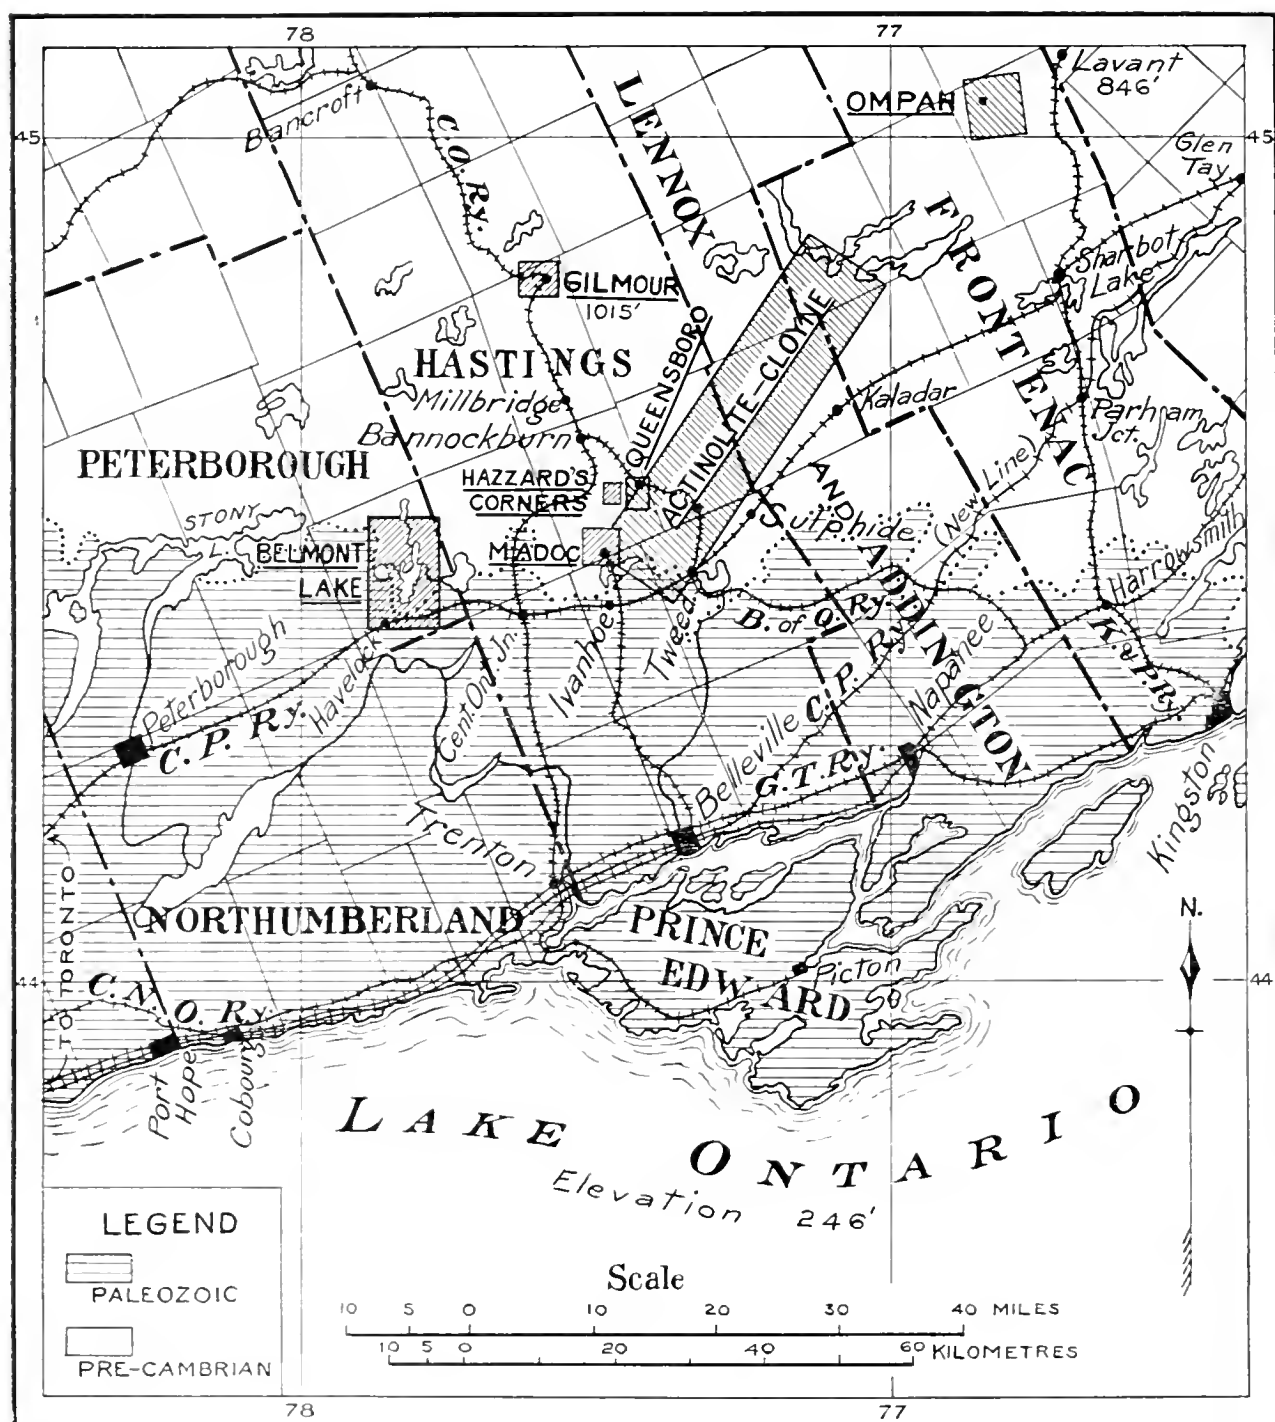 78 77
Lavant
846'
OMPAH
LENNOX
Bancroft
C.O.Ry.
45 45
Glen
Tay
FRONTENAC
Sharbot
Lake
GILMOUR
1015'
QUEENSBORO
ACTINOLITE-CLOYNE
HASTINGS
Millbridge
Kaladar
Bannockburn
Parham
Jct.
PETERBOROUGH
HAZZARD'S
CORNERS
AND ADDINGTON
Sulphide
(New Line)
STONY
L.
BELMONT
LAKE
MADOC
Harrowsmith
B. of Q. Ry.
Peterborough
Havelock
Cent. Ont. Jn.
Ivanhoe
Tweed
C. P. Ry.
Napanee
K. & P. Ry.
C. P. Ry.
Belleville
G. T. Ry.
Trenton
Kingston
TO TORONTO
NORTHUMBERLAND
PRINCE
EDWARD
Picton
N.
44 44
C. N. O. Ry.
Port
Hope
Cobourg
LAKE ONTARIO
Elevation 246'
LEGEND
PALEOZOIC
PRE-CAMBRIAN
Scale
10 5 0 10 20 30 40 MILES
10 5 0 20 40 60 KILOMETRES
78 77